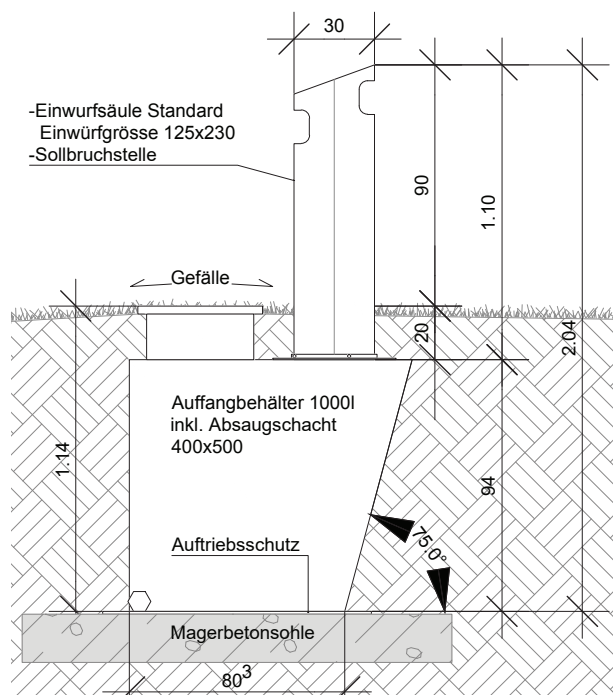 30
-Einwurfsäule Standard
Einwürfgrösse 125x230
-Sollbruchstelle
90
1.10
Gefälle
20
2.04
Auffangbehälter 1000l
inkl. Absaugschacht
400x500
1.14
94
75.0°
Auftriebsschutz
Magerbetonsohle
80³